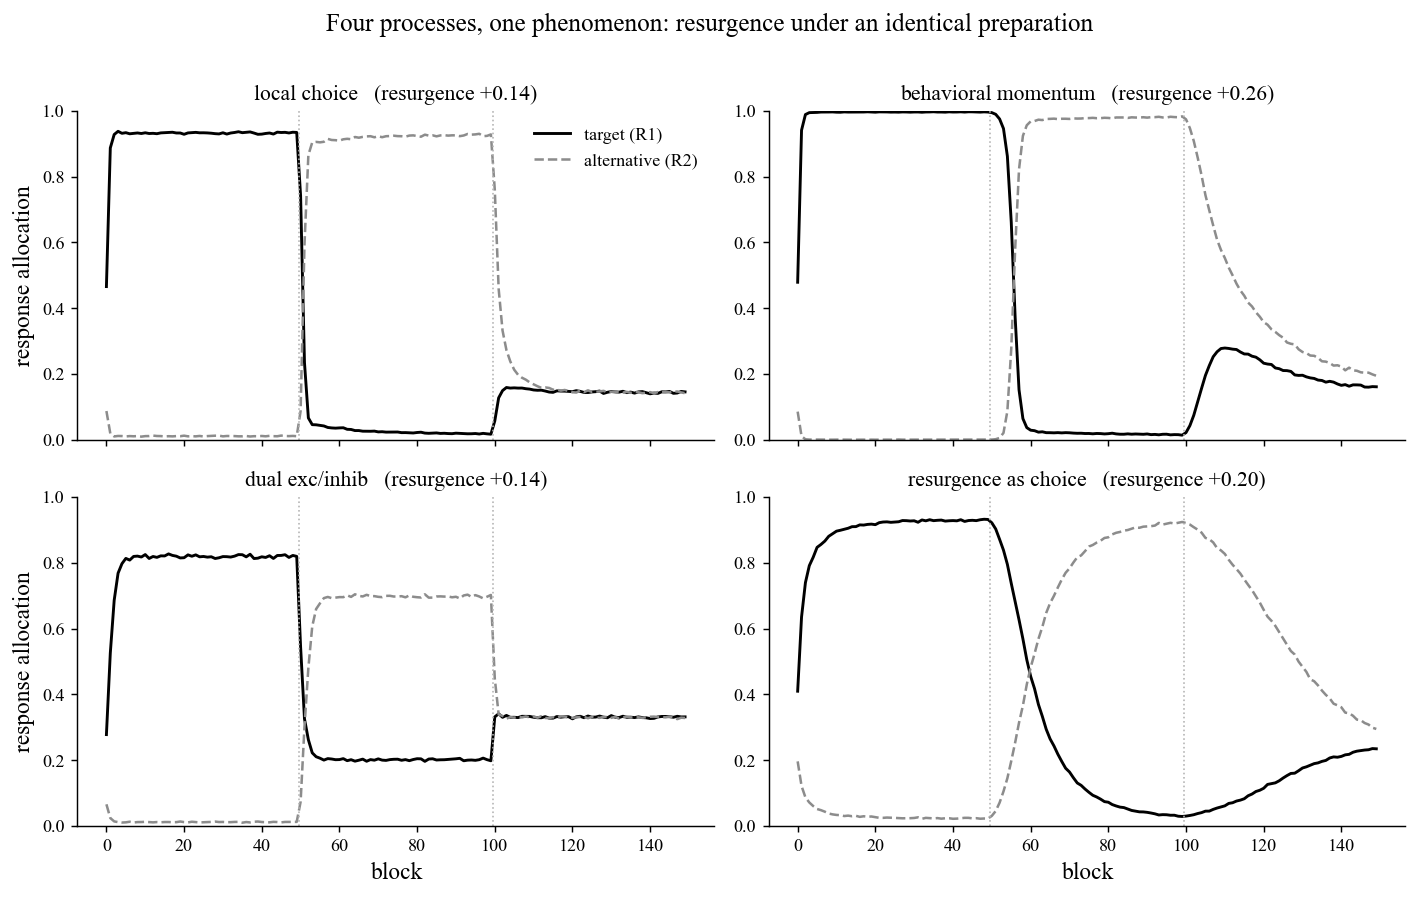 Four processes, one phenomenon: resurgence under an identical preparation
local choice (resurgence +0.14)
1.0
0.8
0.6
0.4
0.2
0.0
response allocation
target (R1)
alternative (R2)
behavioral momentum (resurgence +0.26)
1.0
0.8
0.6
0.4
0.2
0.0
dual exc/inhib (resurgence +0.14)
1.0
0.8
0.6
0.4
0.2
0.0
response allocation
0 20 40 60 80 100 120 140
block
resurgence as choice (resurgence +0.20)
1.0
0.8
0.6
0.4
0.2
0.0
0 20 40 60 80 100 120 140
block